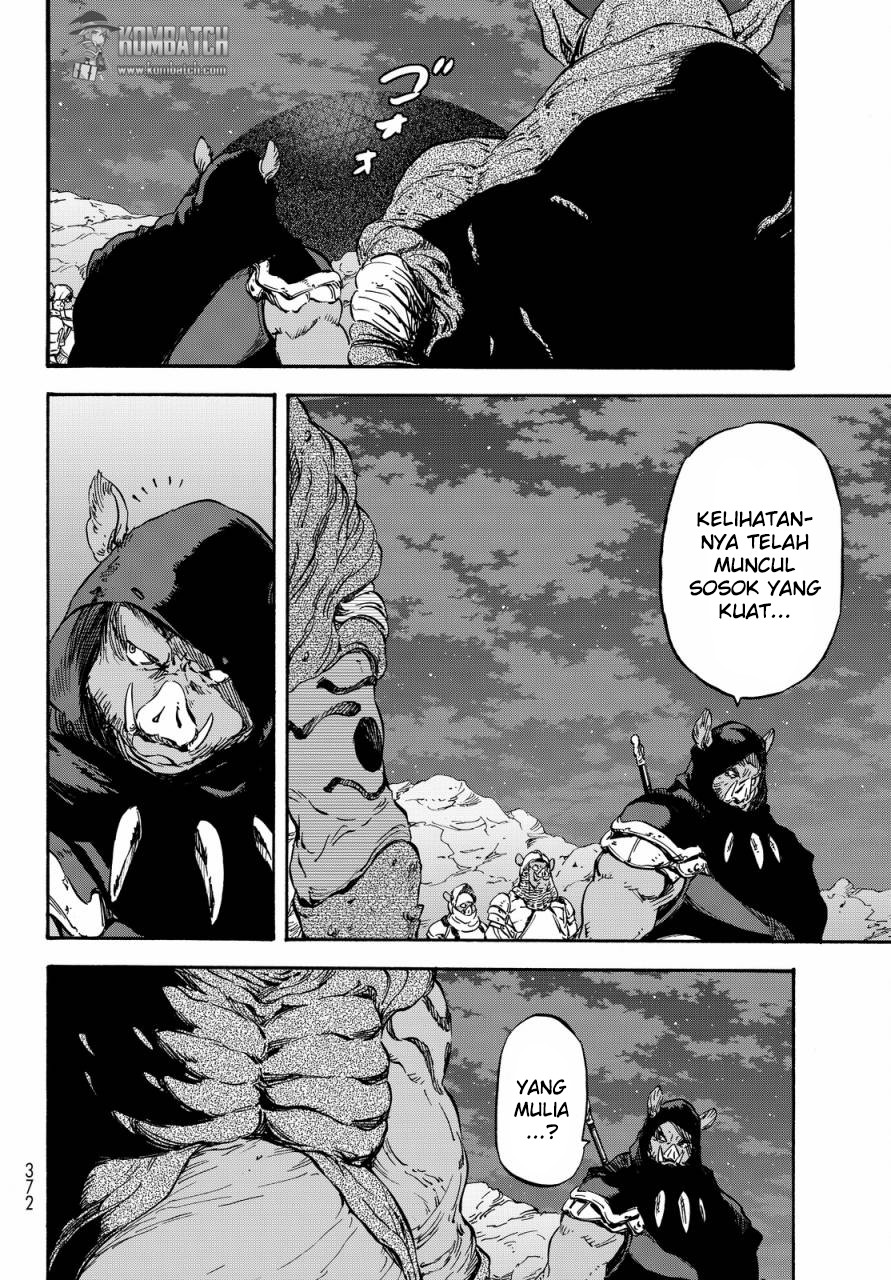 KOMBATCH
www.kombatch.com
ゴォォ
KELIHATAN-
NYA TELAH
MUNCUL
SOSOK YANG
KUAT...
YANG
MULIA
...?
372